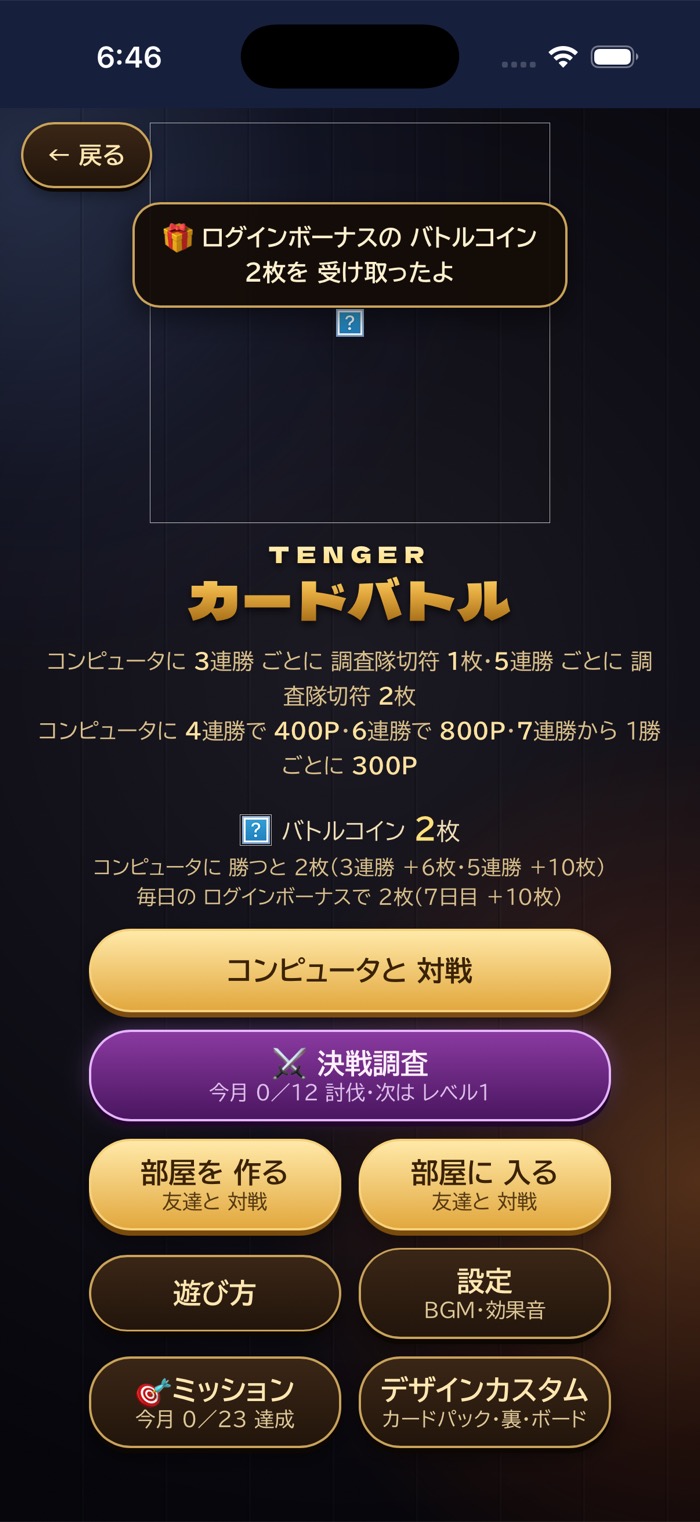 6:46
← 戻る
🎁 ログインボーナスの バトルコイン
2枚を 受け取ったよ
TENGER
カードバトル
コンピュータに 3連勝 ごとに 調査隊切符 1枚・5連勝 ごとに 調
査隊切符 2枚
コンピュータに 4連勝で 400P・6連勝で 800P・7連勝から 1勝
ごとに 300P
バトルコイン 2枚
コンピュータに 勝つと 2枚(3連勝 +6枚・5連勝 +10枚)
毎日の ログインボーナスで 2枚(7日目 +10枚)
コンピュータと 対戦
⚔️ 決戦調査
今月 0／12 討伐・次は レベル1
部屋を 作る
友達と 対戦
部屋に 入る
友達と 対戦
遊び方
設定
BGM・効果音
🎯ミッション
今月 0／23 達成
デザインカスタム
カードパック・裏・ボード